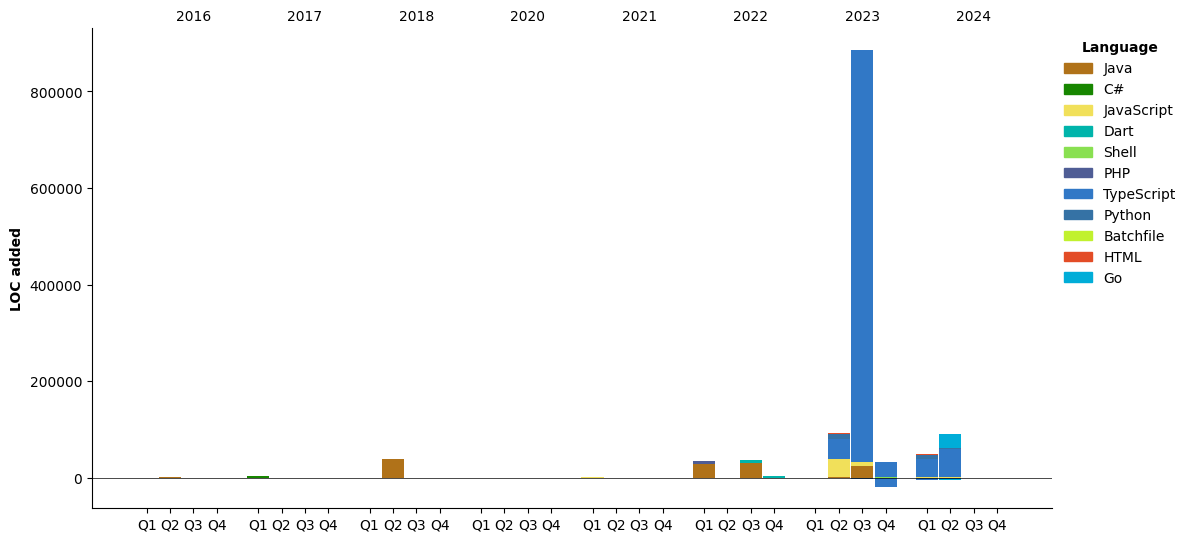 2016 2017 2018 2020 2021 2022 2023 2024
LOC added
800000
600000
400000
200000
0
Q1 Q2 Q3 Q4 Q1 Q2 Q3 Q4 Q1 Q2 Q3 Q4 Q1 Q2 Q3 Q4 Q1 Q2 Q3 Q4 Q1 Q2 Q3 Q4 Q1 Q2 Q3 Q4 Q1 Q2 Q3 Q4
Language
Java
C#
JavaScript
Dart
Shell
PHP
TypeScript
Python
Batchfile
HTML
Go